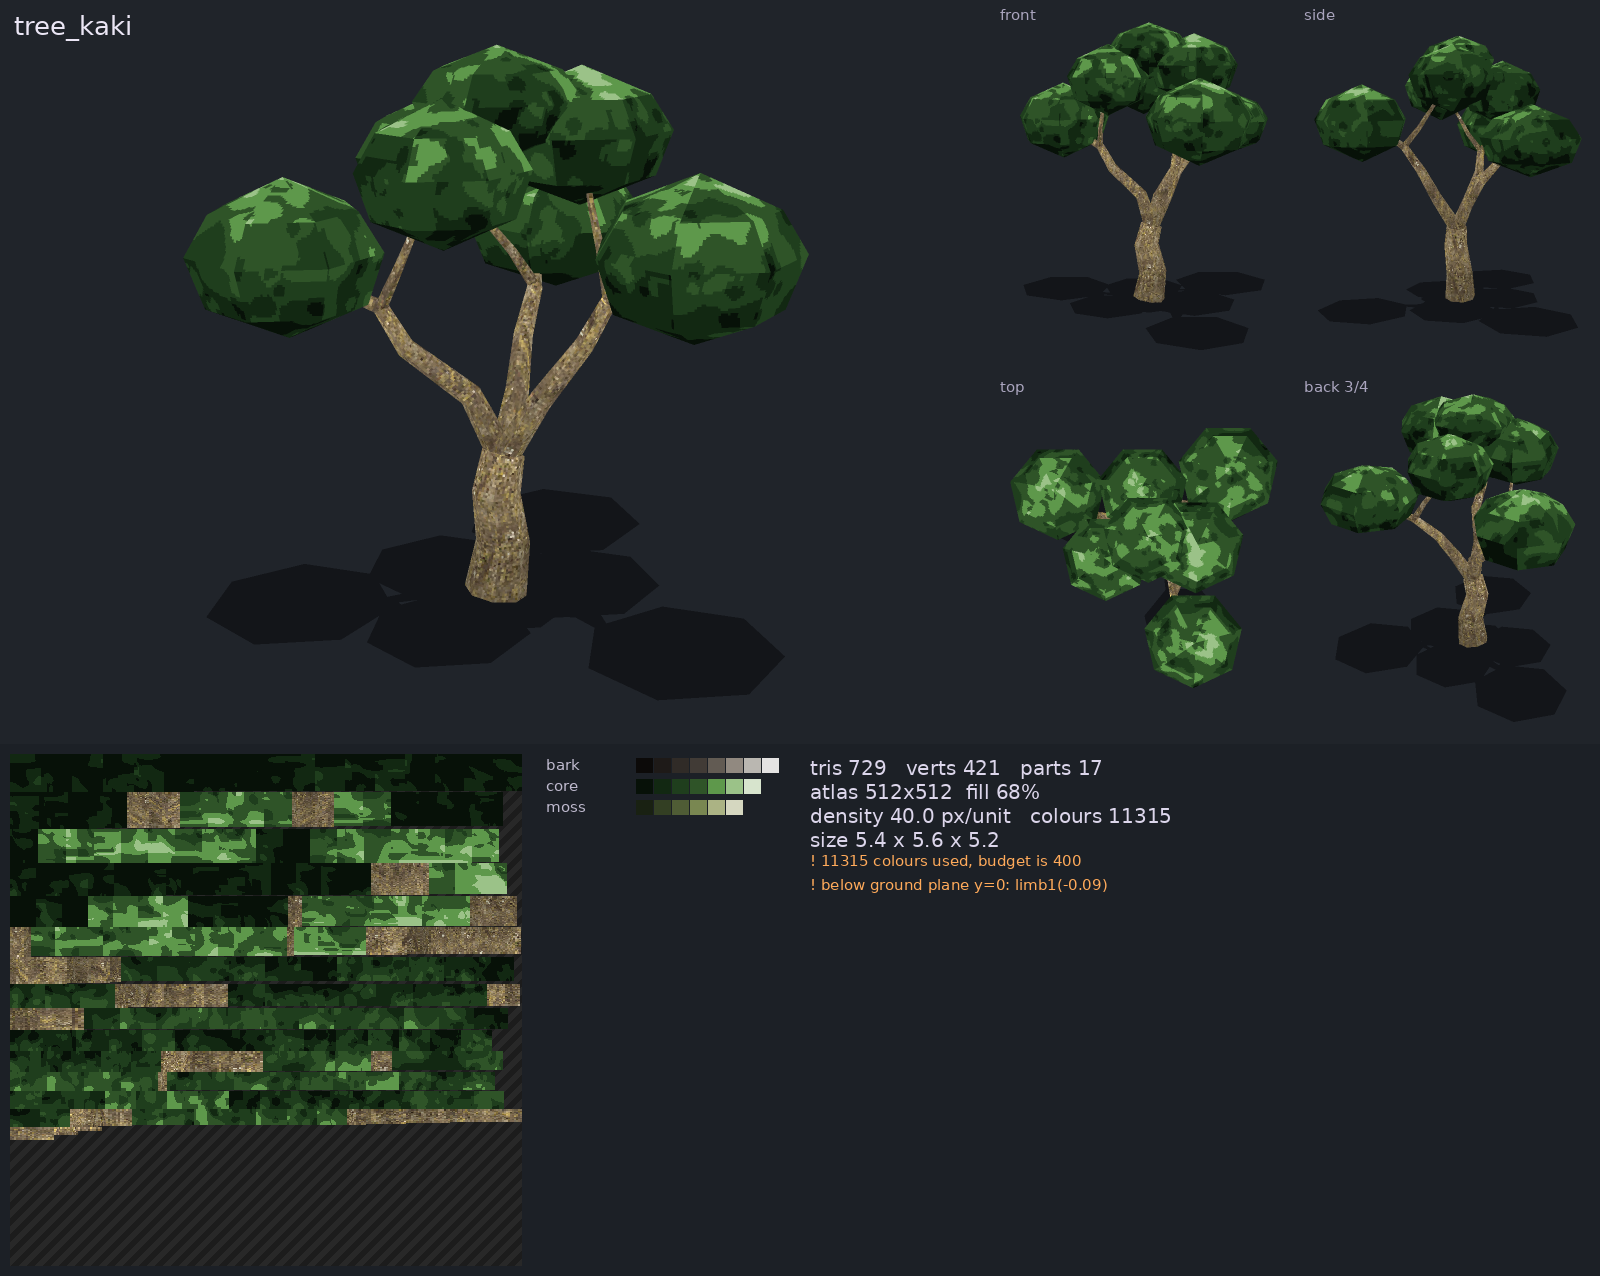 tree_kaki
front
side
top
back 3/4
bark
core
moss
tris 729   verts 421   parts 17
atlas 512x512  fill 68%
density 40.0 px/unit   colours 11315
size 5.4 x 5.6 x 5.2
! 11315 colours used, budget is 400
! below ground plane y=0: limb1(-0.09)